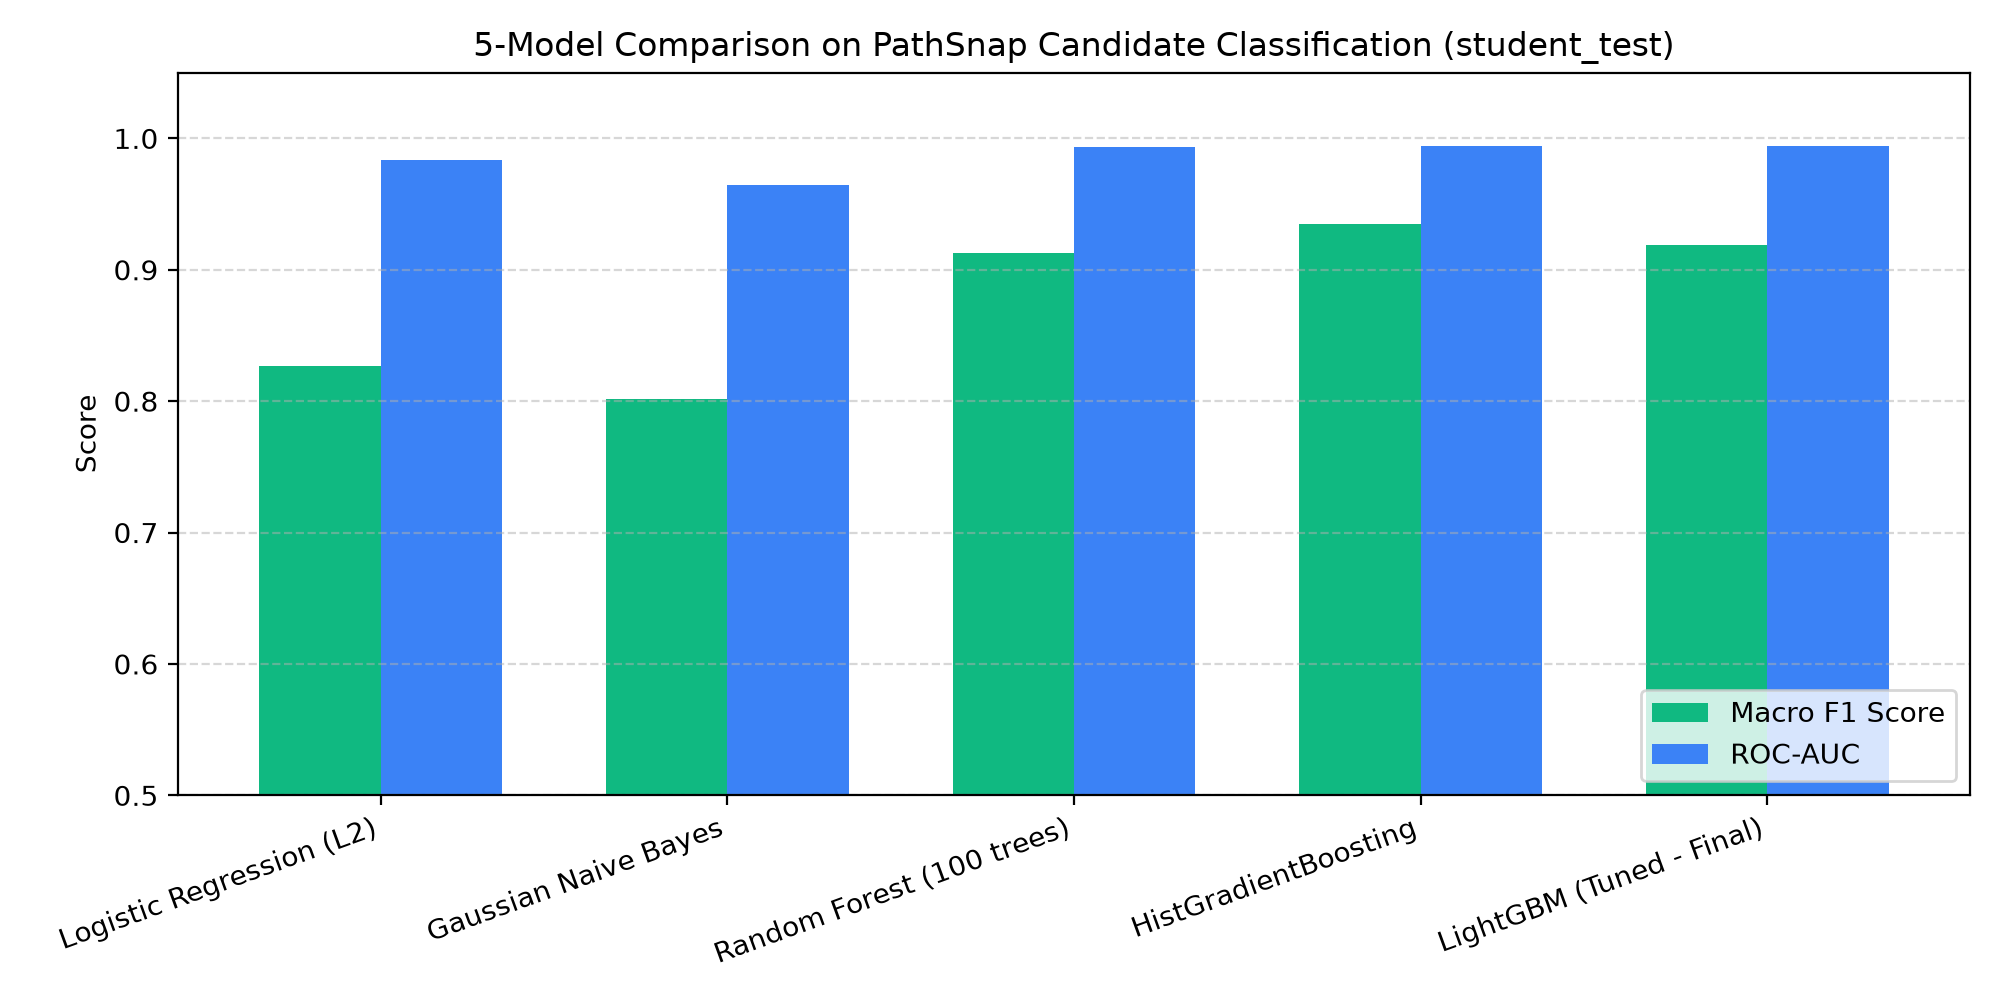 5-Model Comparison on PathSnap Candidate Classification (student_test)
Score
1.0
0.9
0.8
0.7
0.6
0.5
Macro F1 Score
ROC-AUC
Logistic Regression (L2)
Gaussian Naive Bayes
Random Forest (100 trees)
HistGradientBoosting
LightGBM (Tuned - Final)